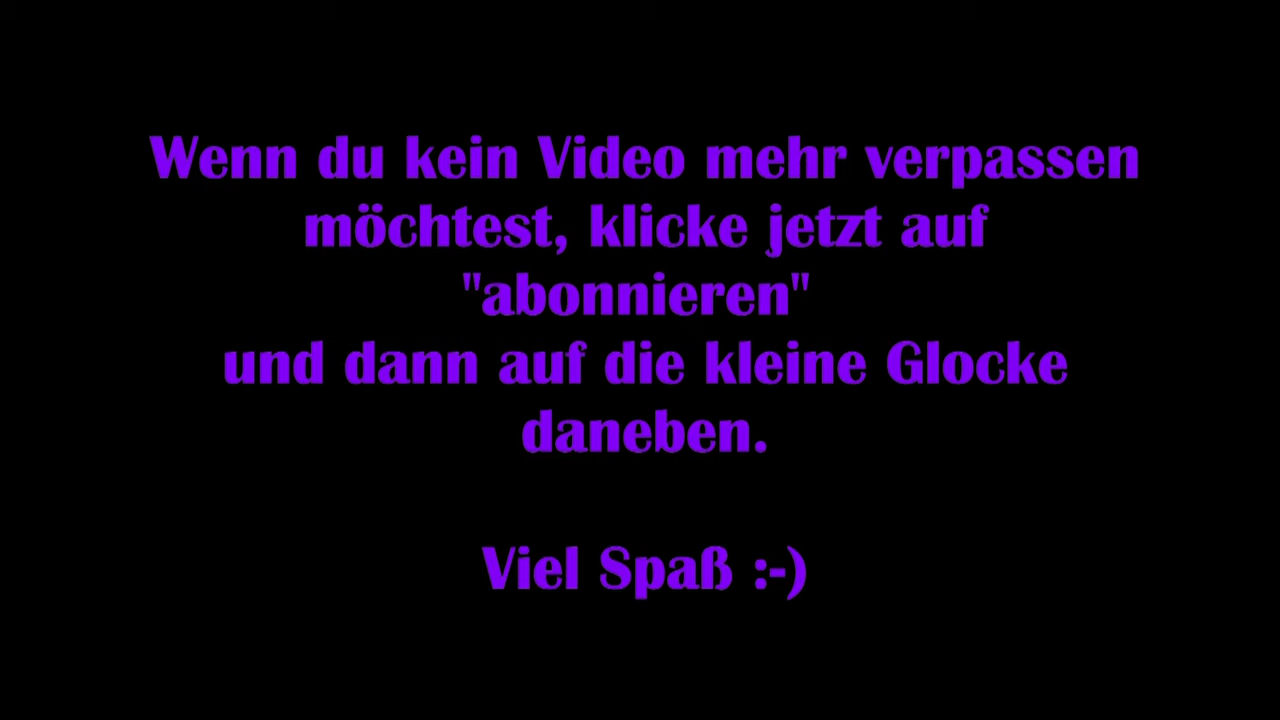 Wenn du kein Video mehr verpassen
möchtest, klicke jetzt auf
"abonnieren"
und dann auf die kleine Glocke
daneben.
Viel Spaß :-)